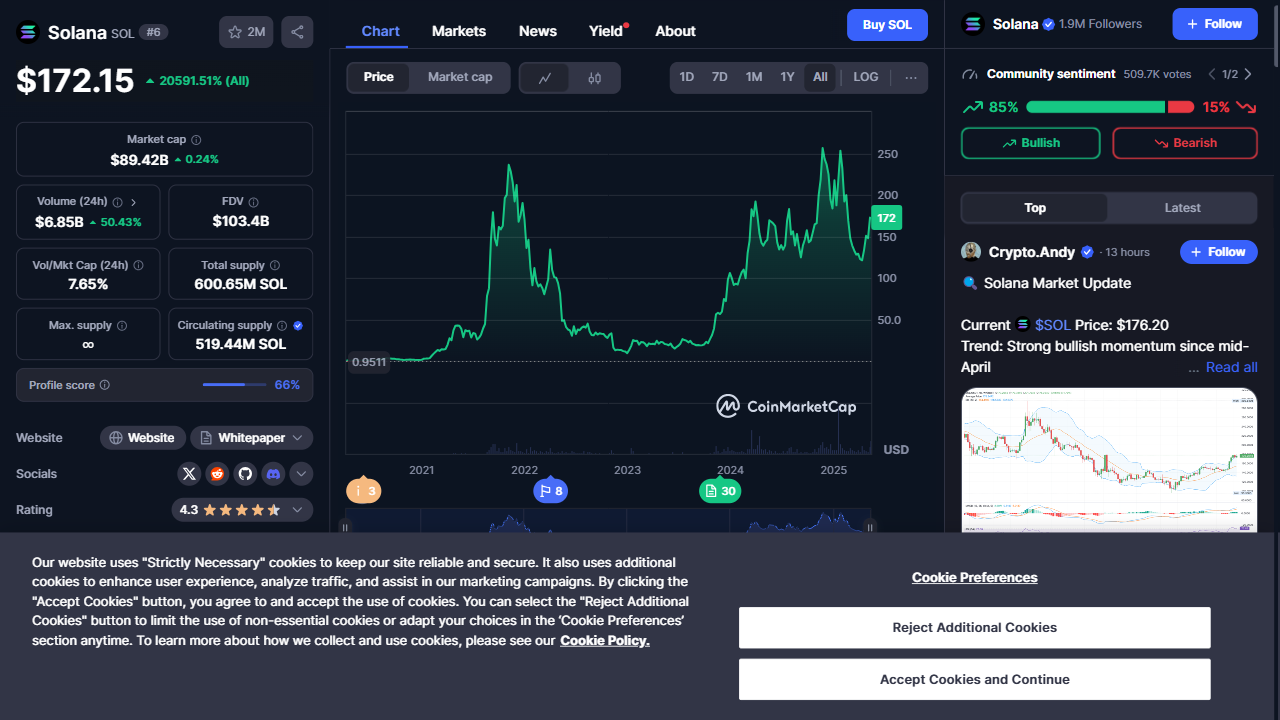 Solana SOL #6
2M
$172.15
20591.51% (All)
Market cap
$89.42B 0.24%
Volume (24h)
$6.85B 50.43%
FDV
$103.4B
Vol/Mkt Cap (24h)
7.65%
Total supply
600.65M SOL
Max. supply
∞
Circulating supply
519.44M SOL
Profile score
66%
Website
Website
Whitepaper
Socials
Rating
4.3
Chart
Markets
News
Yield
About
Buy SOL
Price
Market cap
1D
7D
1M
1Y
All
LOG
...
250
200
172
150
100
50.0
0.9511
CoinMarketCap
USD
2021
2022
2023
2024
2025
3
8
30
Solana 1.9M Followers
+ Follow
Community sentiment 509.7K votes
1/2
85%
15%
Bullish
Bearish
Top
Latest
Crypto.Andy · 13 hours
+ Follow
Solana Market Update
Current $SOL Price: $176.20
Trend: Strong bullish momentum since mid-
April
... Read all
Our website uses "Strictly Necessary" cookies to keep our site reliable and secure. It also uses additional
cookies to enhance user experience, analyze traffic, and assist in our marketing campaigns. By clicking the
"Accept Cookies" button, you agree to and accept the use of cookies. You can select the "Reject Additional
Cookies" button to limit the use of non-essential cookies or adapt your choices in the ‘Cookie Preferences’
section anytime. To learn more about how we collect and use cookies, please see our Cookie Policy.
Cookie Preferences
Reject Additional Cookies
Accept Cookies and Continue